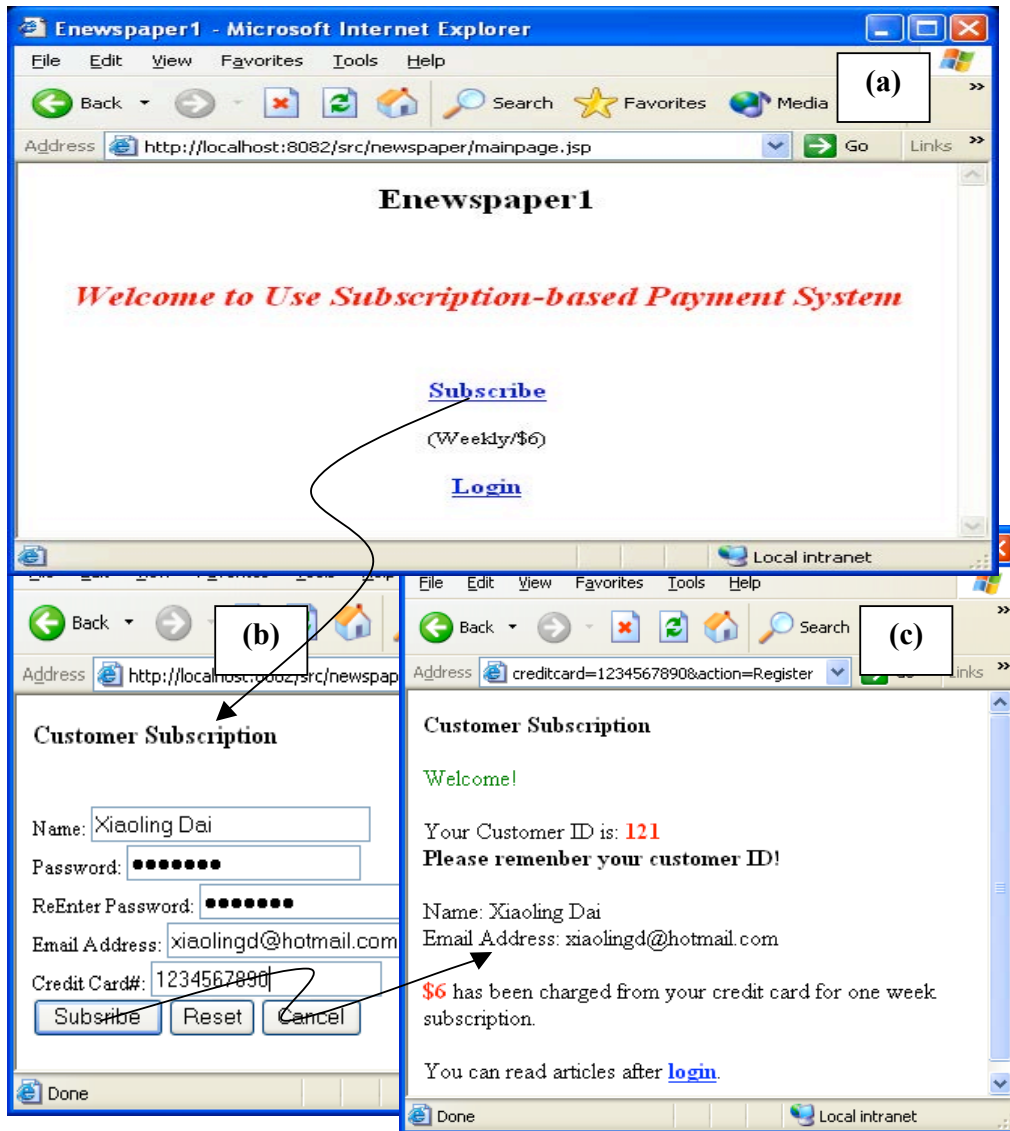 Enewspaper1 - Microsoft Internet Explorer
File Edit View Favorites Tools Help
(a)
Back Search Favorites Media
Address http://localhost:8082/src/newspaper/mainpage.jsp Go Links
Enewspaper1
Welcome to Use Subscription-based Payment System
Subscribe
(Weekly/$6)
Login
Local intranet
(b)
Back
Address http://localhost:8082/src/newspap
Customer Subscription
Name: Xiaoling Dai
Password: ●●●●●●●
ReEnter Password: ●●●●●●●
Email Address: xiaolingd@hotmail.com
Credit Card#: 1234567890
Subsribe Reset Cancel
Done
File Edit View Favorites Tools Help
(c)
Back Search
Address creditcard=1234567890&action=Register
Customer Subscription
Welcome!
Your Customer ID is: 121
Please remenber your customer ID!
Name: Xiaoling Dai
Email Address: xiaolingd@hotmail.com
$6 has been charged from your credit card for one week
subscription.
You can read articles after login.
Done Local intranet